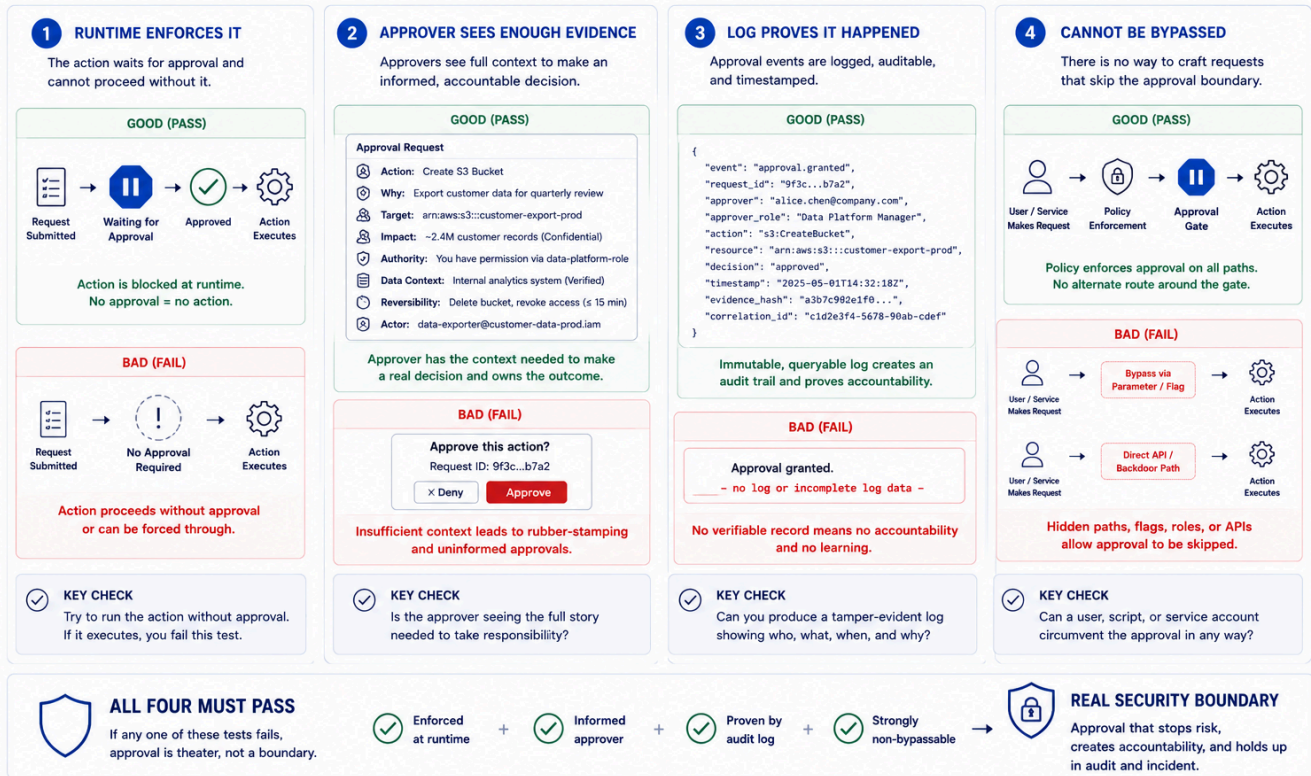 1 RUNTIME ENFORCES IT
The action waits for approval and
cannot proceed without it.
GOOD (PASS)
Request
Submitted
Waiting for
Approval
Approved
Action
Executes
Action is blocked at runtime.
No approval = no action.
BAD (FAIL)
!
Request
Submitted
No Approval
Required
Action
Executes
Action proceeds without approval
or can be forced through.
KEY CHECK
Try to run the action without approval.
If it executes, you fail this test.
2 APPROVER SEES ENOUGH EVIDENCE
Approvers see full context to make an
informed, accountable decision.
GOOD (PASS)
Approval Request
Action: Create S3 Bucket
Why: Export customer data for quarterly review
Target: arn:aws:s3:::customer-export-prod
Impact: ~2.4M customer records (Confidential)
Authority: You have permission via data-platform-role
Data Context: Internal analytics system (Verified)
Reversibility: Delete bucket, revoke access (≤ 15 min)
Actor: data-exporter@customer-data-prod.iam
Approver has the context needed to make
a real decision and owns the outcome.
BAD (FAIL)
Approve this action?
Request ID: 9f3c...b7a2
× Deny Approve
Insufficient context leads to rubber-stamping
and uninformed approvals.
KEY CHECK
Is the approver seeing the full story
needed to take responsibility?
3 LOG PROVES IT HAPPENED
Approval events are logged, auditable,
and timestamped.
GOOD (PASS)
{
"event": "approval.granted",
"request_id": "9f3c...b7a2",
"approver": "alice.chen@company.com",
"approver_role": "Data Platform Manager",
"action": "s3:CreateBucket",
"resource": "arn:aws:s3:::customer-export-prod",
"decision": "approved",
"timestamp": "2025-05-01T14:32:18Z",
"evidence_hash": "a3b7c982e1f0...",
"correlation_id": "c1d2e3f4-5678-90ab-cdef"
}
Immutable, queryable log creates an
audit trail and proves accountability.
BAD (FAIL)
Approval granted.
– no log or incomplete log data –
No verifiable record means no accountability
and no learning.
KEY CHECK
Can you produce a tamper-evident log
showing who, what, when, and why?
4 CANNOT BE BYPASSED
There is no way to craft requests
that skip the approval boundary.
GOOD (PASS)
User / Service
Makes Request
Policy
Enforcement
Approval
Gate
Action
Executes
Policy enforces approval on all paths.
No alternate route around the gate.
BAD (FAIL)
User / Service
Makes Request
Bypass via
Parameter / Flag
Action
Executes
User / Service
Makes Request
Direct API /
Backdoor Path
Action
Executes
Hidden paths, flags, roles, or APIs
allow approval to be skipped.
KEY CHECK
Can a user, script, or service account
circumvent the approval in any way?
ALL FOUR MUST PASS
If any one of these tests fails,
approval is theater, not a boundary.
Enforced
at runtime
+
Informed
approver
+
Proven by
audit log
+
Strongly
non-bypassable
REAL SECURITY BOUNDARY
Approval that stops risk,
creates accountability, and holds up
in audit and incident.